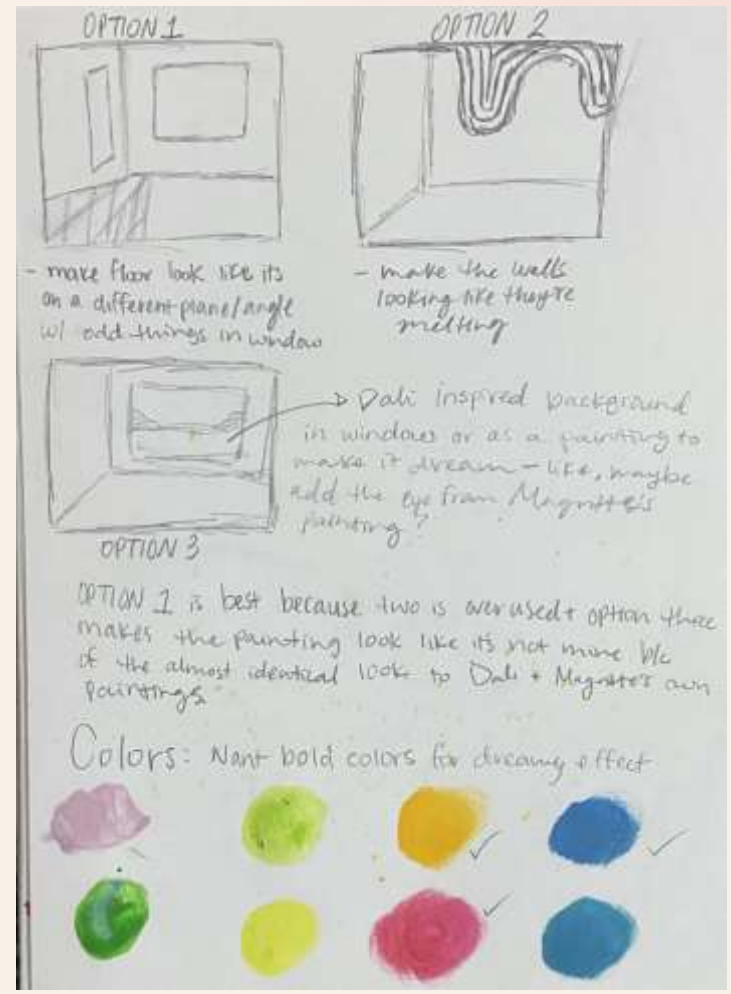 OPTION 1
OPTION 2
- make floor look like its
on a different plane/angle
w/ odd things in window
- make the walls
looking like they're
melting
Dali inspired background
in windows or as a painting to
make it dream-like, maybe
add the eye from Magritte's
painting?
OPTION 3
OPTION 1 is best because two is overused + option three
makes the painting look like its not mine b/c
of the almost identical look to Dali + Magritte's own
paintings
Colors: Want bold colors for dreamy effect